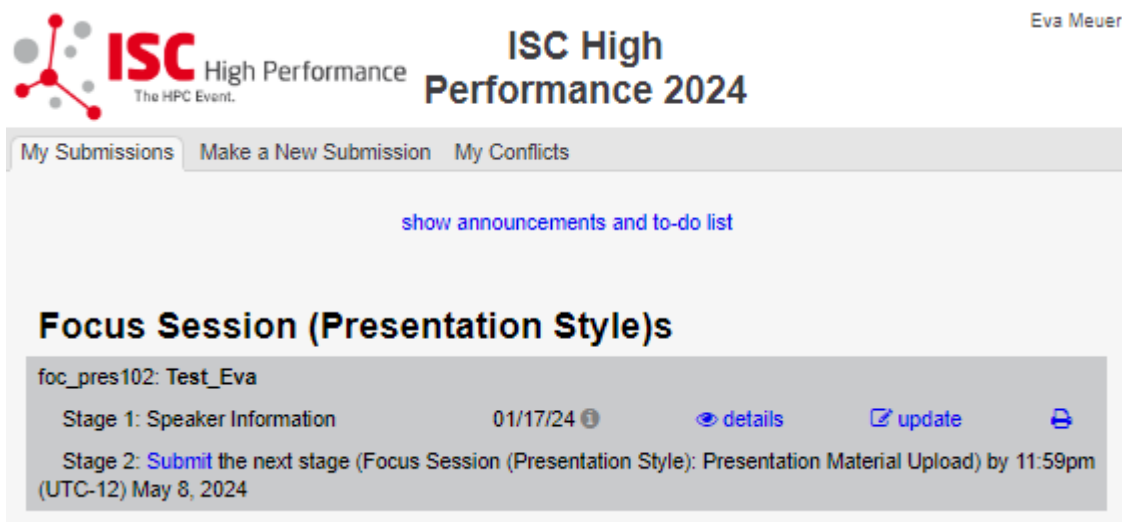 Eva Meuer
ISC High Performance
The HPC Event.
ISC High
Performance 2024
My Submissions Make a New Submission My Conflicts
show announcements and to-do list
Focus Session (Presentation Style)s
foc_pres102: Test_Eva
Stage 1: Speaker Information 01/17/24 details update
Stage 2: Submit the next stage (Focus Session (Presentation Style): Presentation Material Upload) by 11:59pm
(UTC-12) May 8, 2024